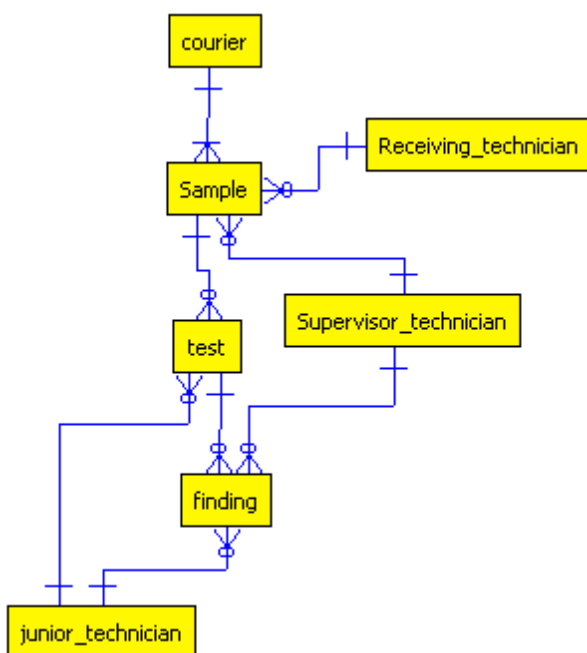 courier
Receiving_technician
Sample
Supervisor_technician
test
finding
junior_technician